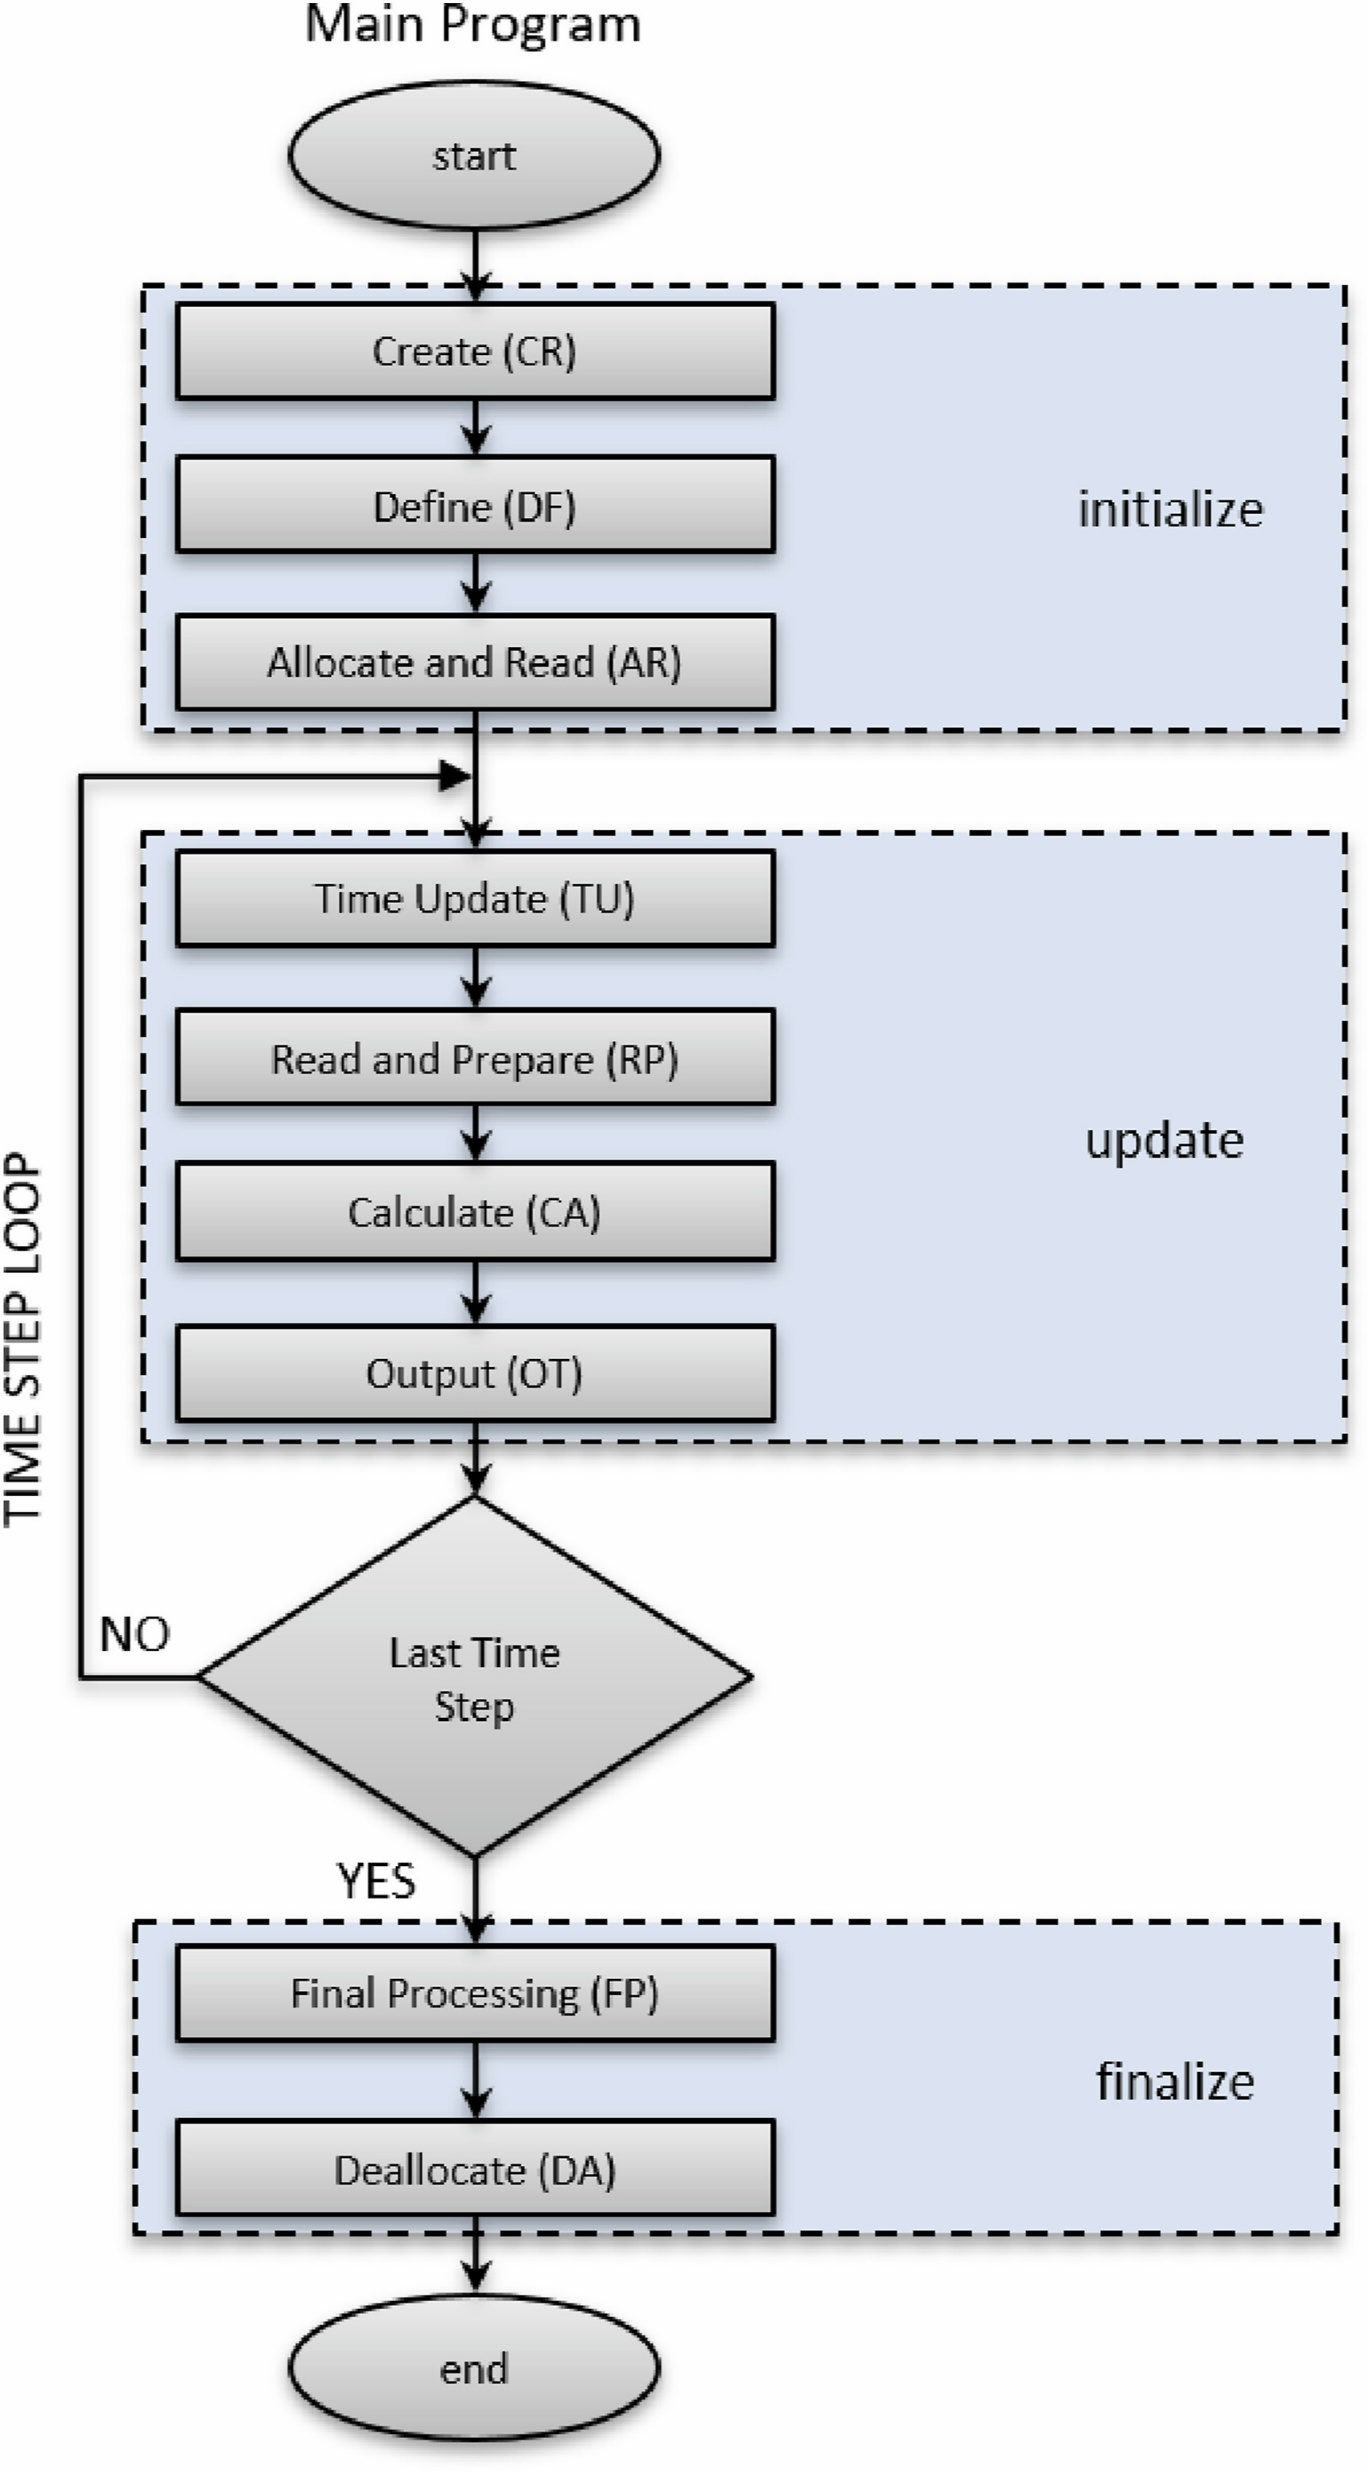 Main Program
start
Create (CR)
Define (DF)
Allocate and Read (AR)
initialize
Time Update (TU)
Read and Prepare (RP)
Calculate (CA)
Output (OT)
update
TIME STEP LOOP
Last Time
Step
NO
YES
Final Processing (FP)
Deallocate (DA)
finalize
end